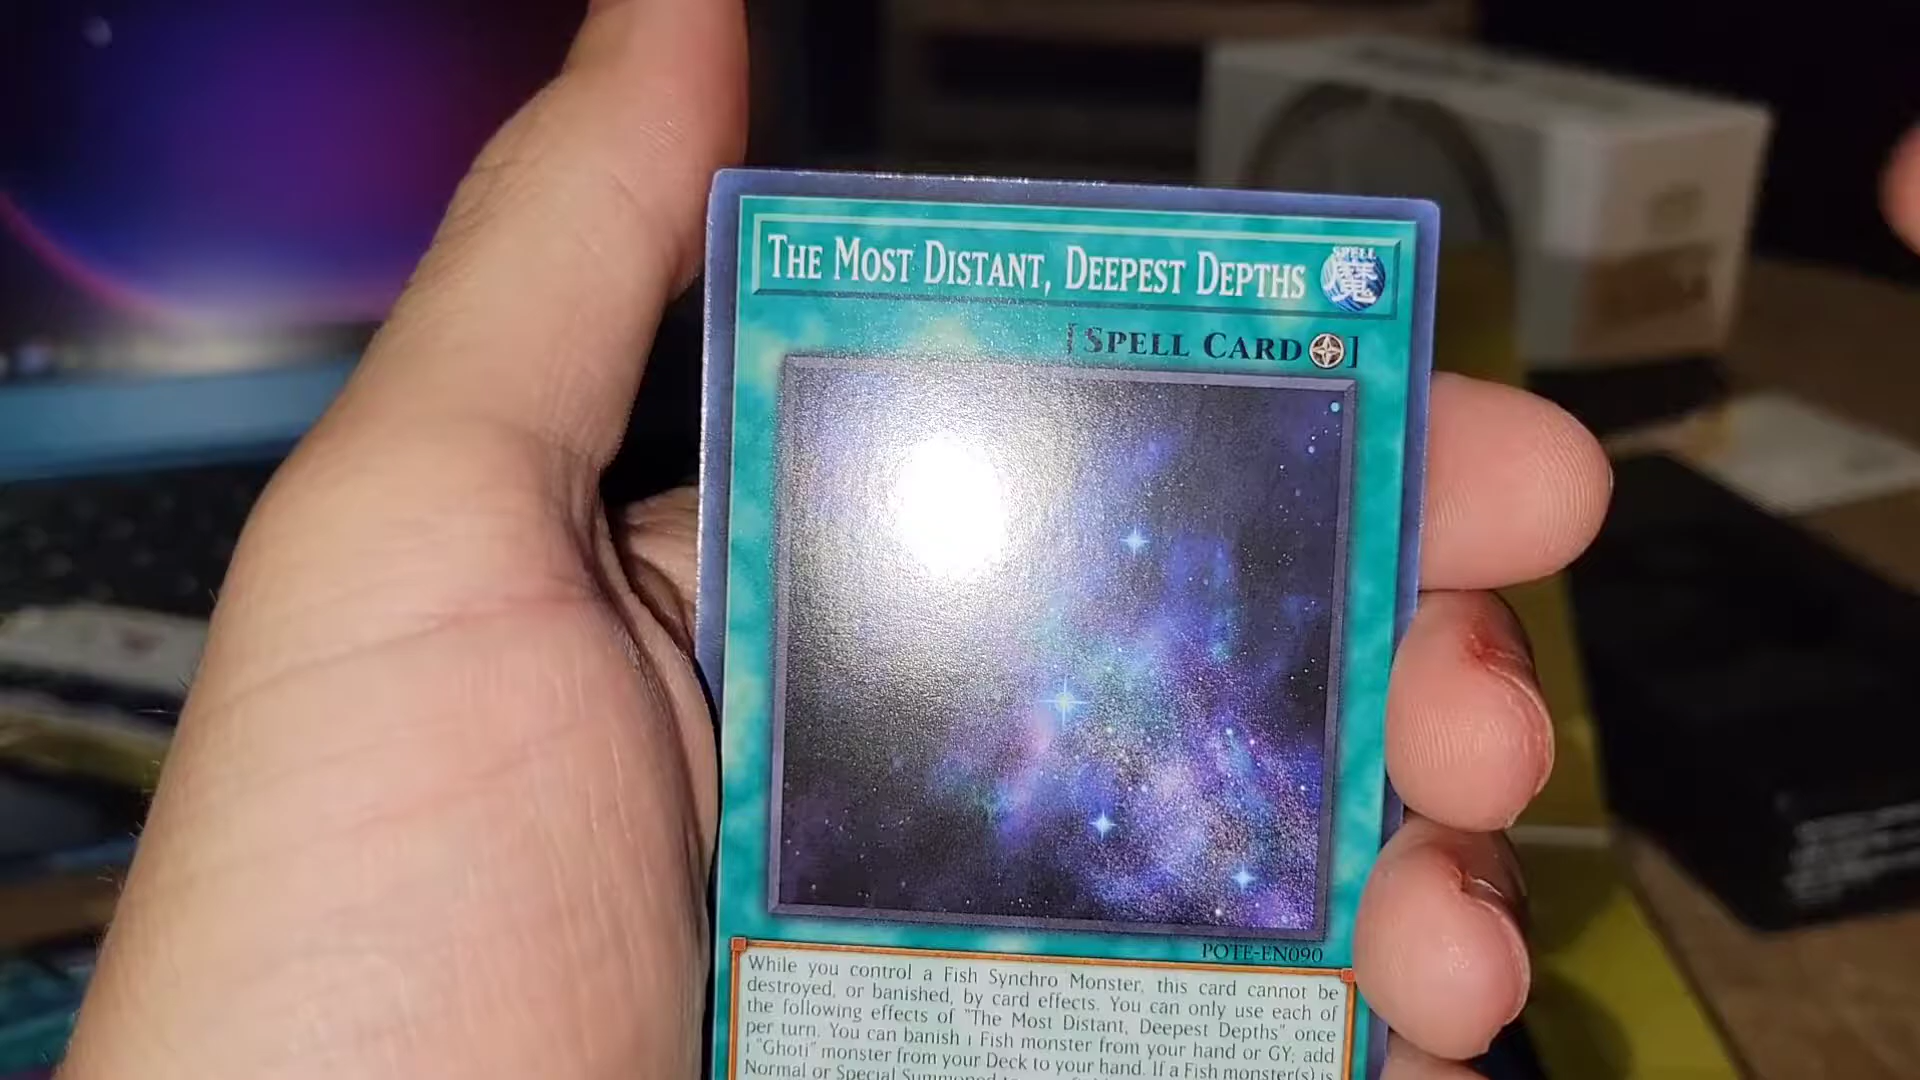 THE MOST DISTANT, DEEPEST DEPTHS
SPELL
魔
[SPELL CARD]
POTE-EN090
While you control a Fish Synchro Monster, this card cannot be
destroyed, or banished, by card effects. You can only use each of
the following effects of "The Most Distant, Deepest Depths" once
per turn. You can banish 1 Fish monster from your hand or GY; add
1 "Ghoti" monster from your Deck to your hand. If a Fish monster(s) is
Normal or Special Summoned